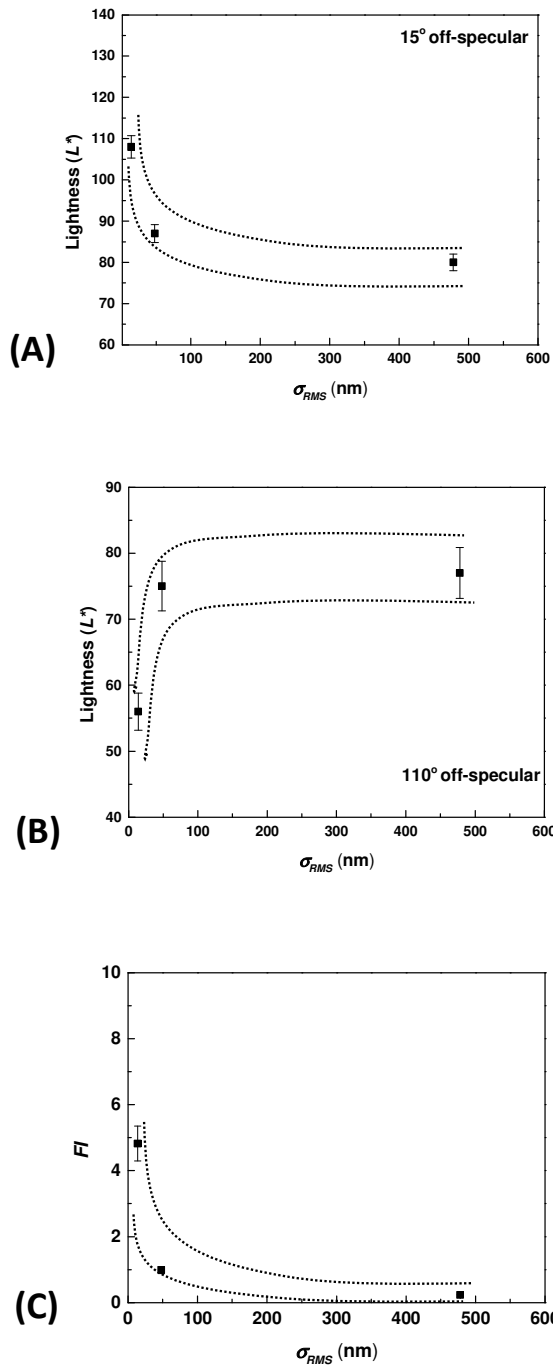 140
130
120
110
100
90
80
70
60
Lightness (L*)
15° off-specular
0 100 200 300 400 500 600
σRMS (nm)
(A)
90
80
70
60
50
40
Lightness (L*)
110° off-specular
0 100 200 300 400 500 600
σRMS (nm)
(B)
10
8
6
4
2
0
FI
0 100 200 300 400 500
σRMS (nm)
(C)